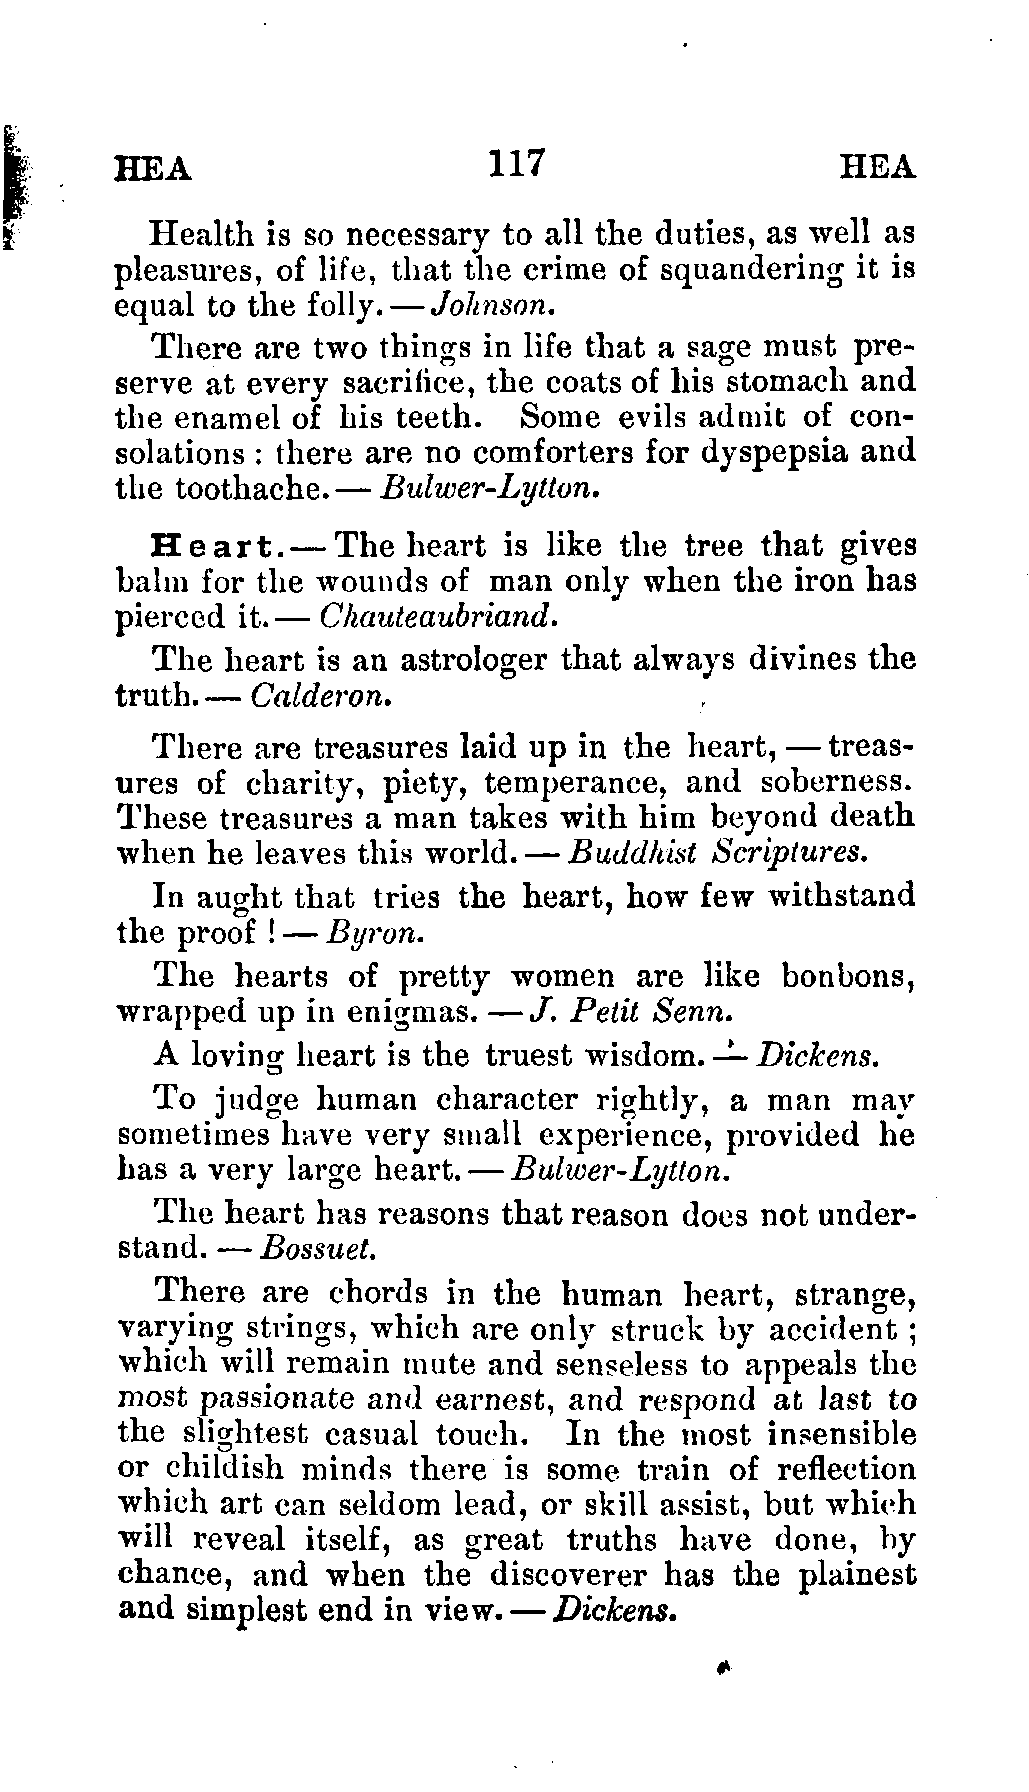 HEA 117 HEA
Health is so necessary to all the duties, as well as
pleasures, of life, that the crime of squandering it is
equal to the folly. — Johnson.
There are two things in life that a sage must pre-
serve at every sacrifice, the coats of his stomach and
the enamel of his teeth. Some evils admit of con-
solations : there are no comforters for dyspepsia and
the toothache. — Bulwer-Lytton.
Heart. — The heart is like the tree that gives
balm for the wounds of man only when the iron has
pierced it. — Chauteaubriand.
The heart is an astrologer that always divines the
truth. — Calderon.
There are treasures laid up in the heart, — treas-
ures of charity, piety, temperance, and soberness.
These treasures a man takes with him beyond death
when he leaves this world. — Buddhist Scriptures.
In aught that tries the heart, how few withstand
the proof ! — Byron.
The hearts of pretty women are like bonbons,
wrapped up in enigmas. — J. Petit Senn.
A loving heart is the truest wisdom. — Dickens.
To judge human character rightly, a man may
sometimes have very small experience, provided he
has a very large heart. — Bulwer-Lytton.
The heart has reasons that reason does not under-
stand. — Bossuet.
There are chords in the human heart, strange,
varying strings, which are only struck by accident ;
which will remain mute and senseless to appeals the
most passionate and earnest, and respond at last to
the slightest casual touch. In the most insensible
or childish minds there is some train of reflection
which art can seldom lead, or skill assist, but which
will reveal itself, as great truths have done, by
chance, and when the discoverer has the plainest
and simplest end in view. — Dickens.